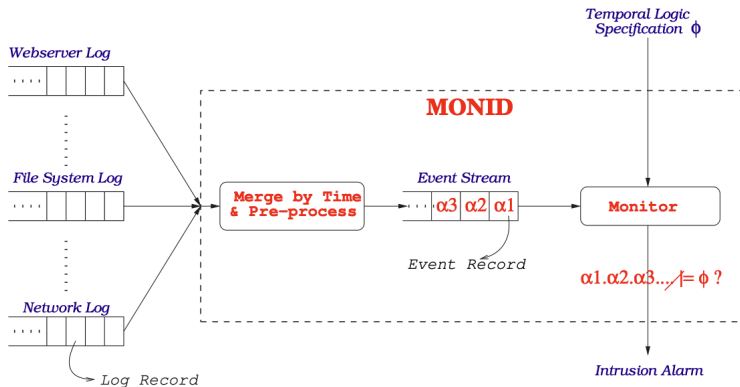 Temporal Logic
Specification ϕ
Webserver Log
MONID
File System Log
Event Stream
Merge by Time
& Pre-process
.... α3 α2 α1
Monitor
Event Record
α1.α2.α3... ⊭ ϕ ?
Network Log
Log Record
Intrusion Alarm